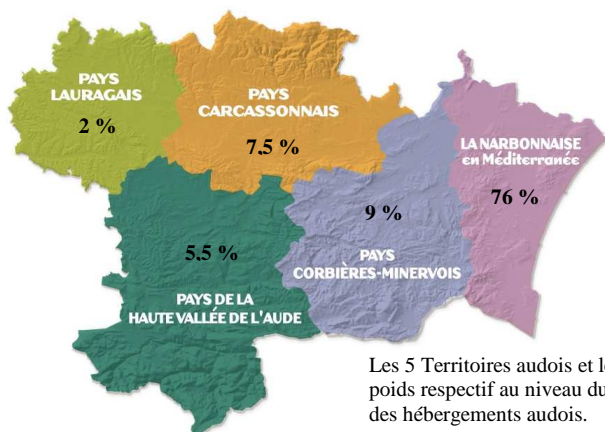 PAYS
LAURAGAIS
2 %
PAYS
CARCASSONNAIS
7,5 %
LA NARBONNAISE
en Méditerranée
76 %
9 %
PAYS
CORBIÈRES-MINERVOIS
5,5 %
PAYS DE LA
HAUTE VALLÉE DE L'AUDE
Les 5 Territoires audois et le
poids respectif au niveau du
des hébergements audois.